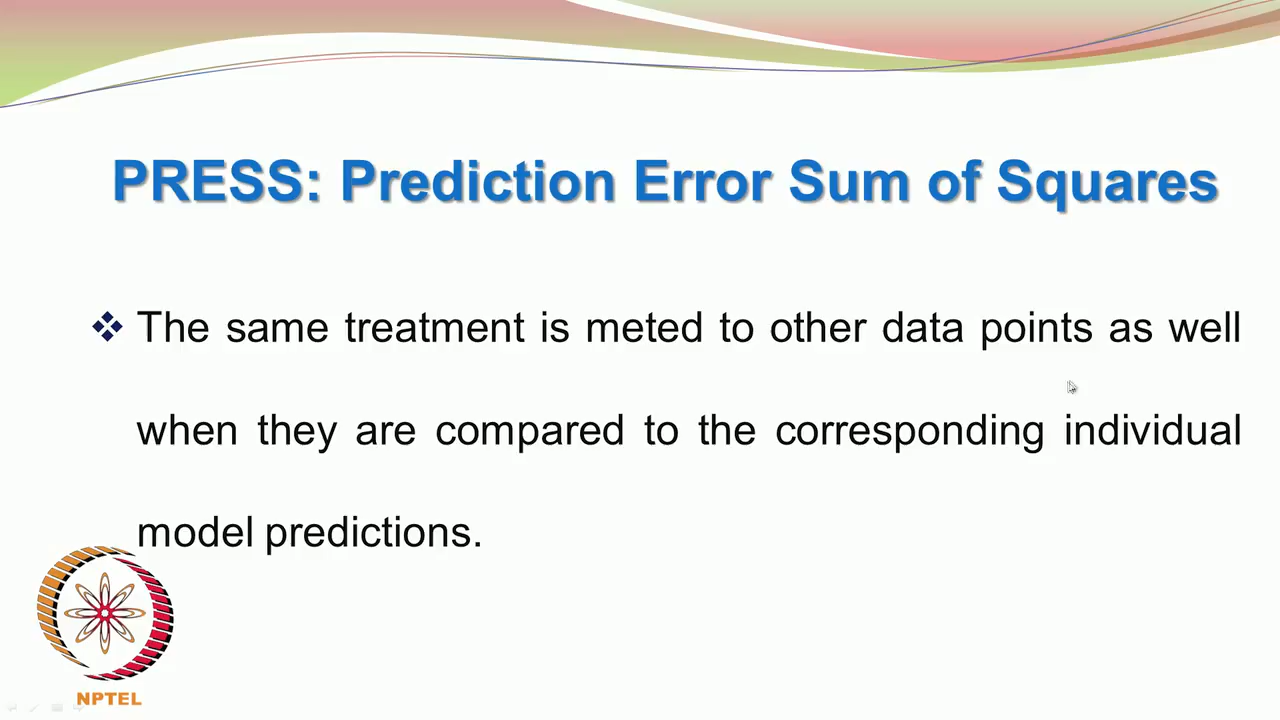 PRESS: Prediction Error Sum of Squares
❖ The same treatment is meted to other data points as well
when they are compared to the corresponding individual
model predictions.
NPTEL